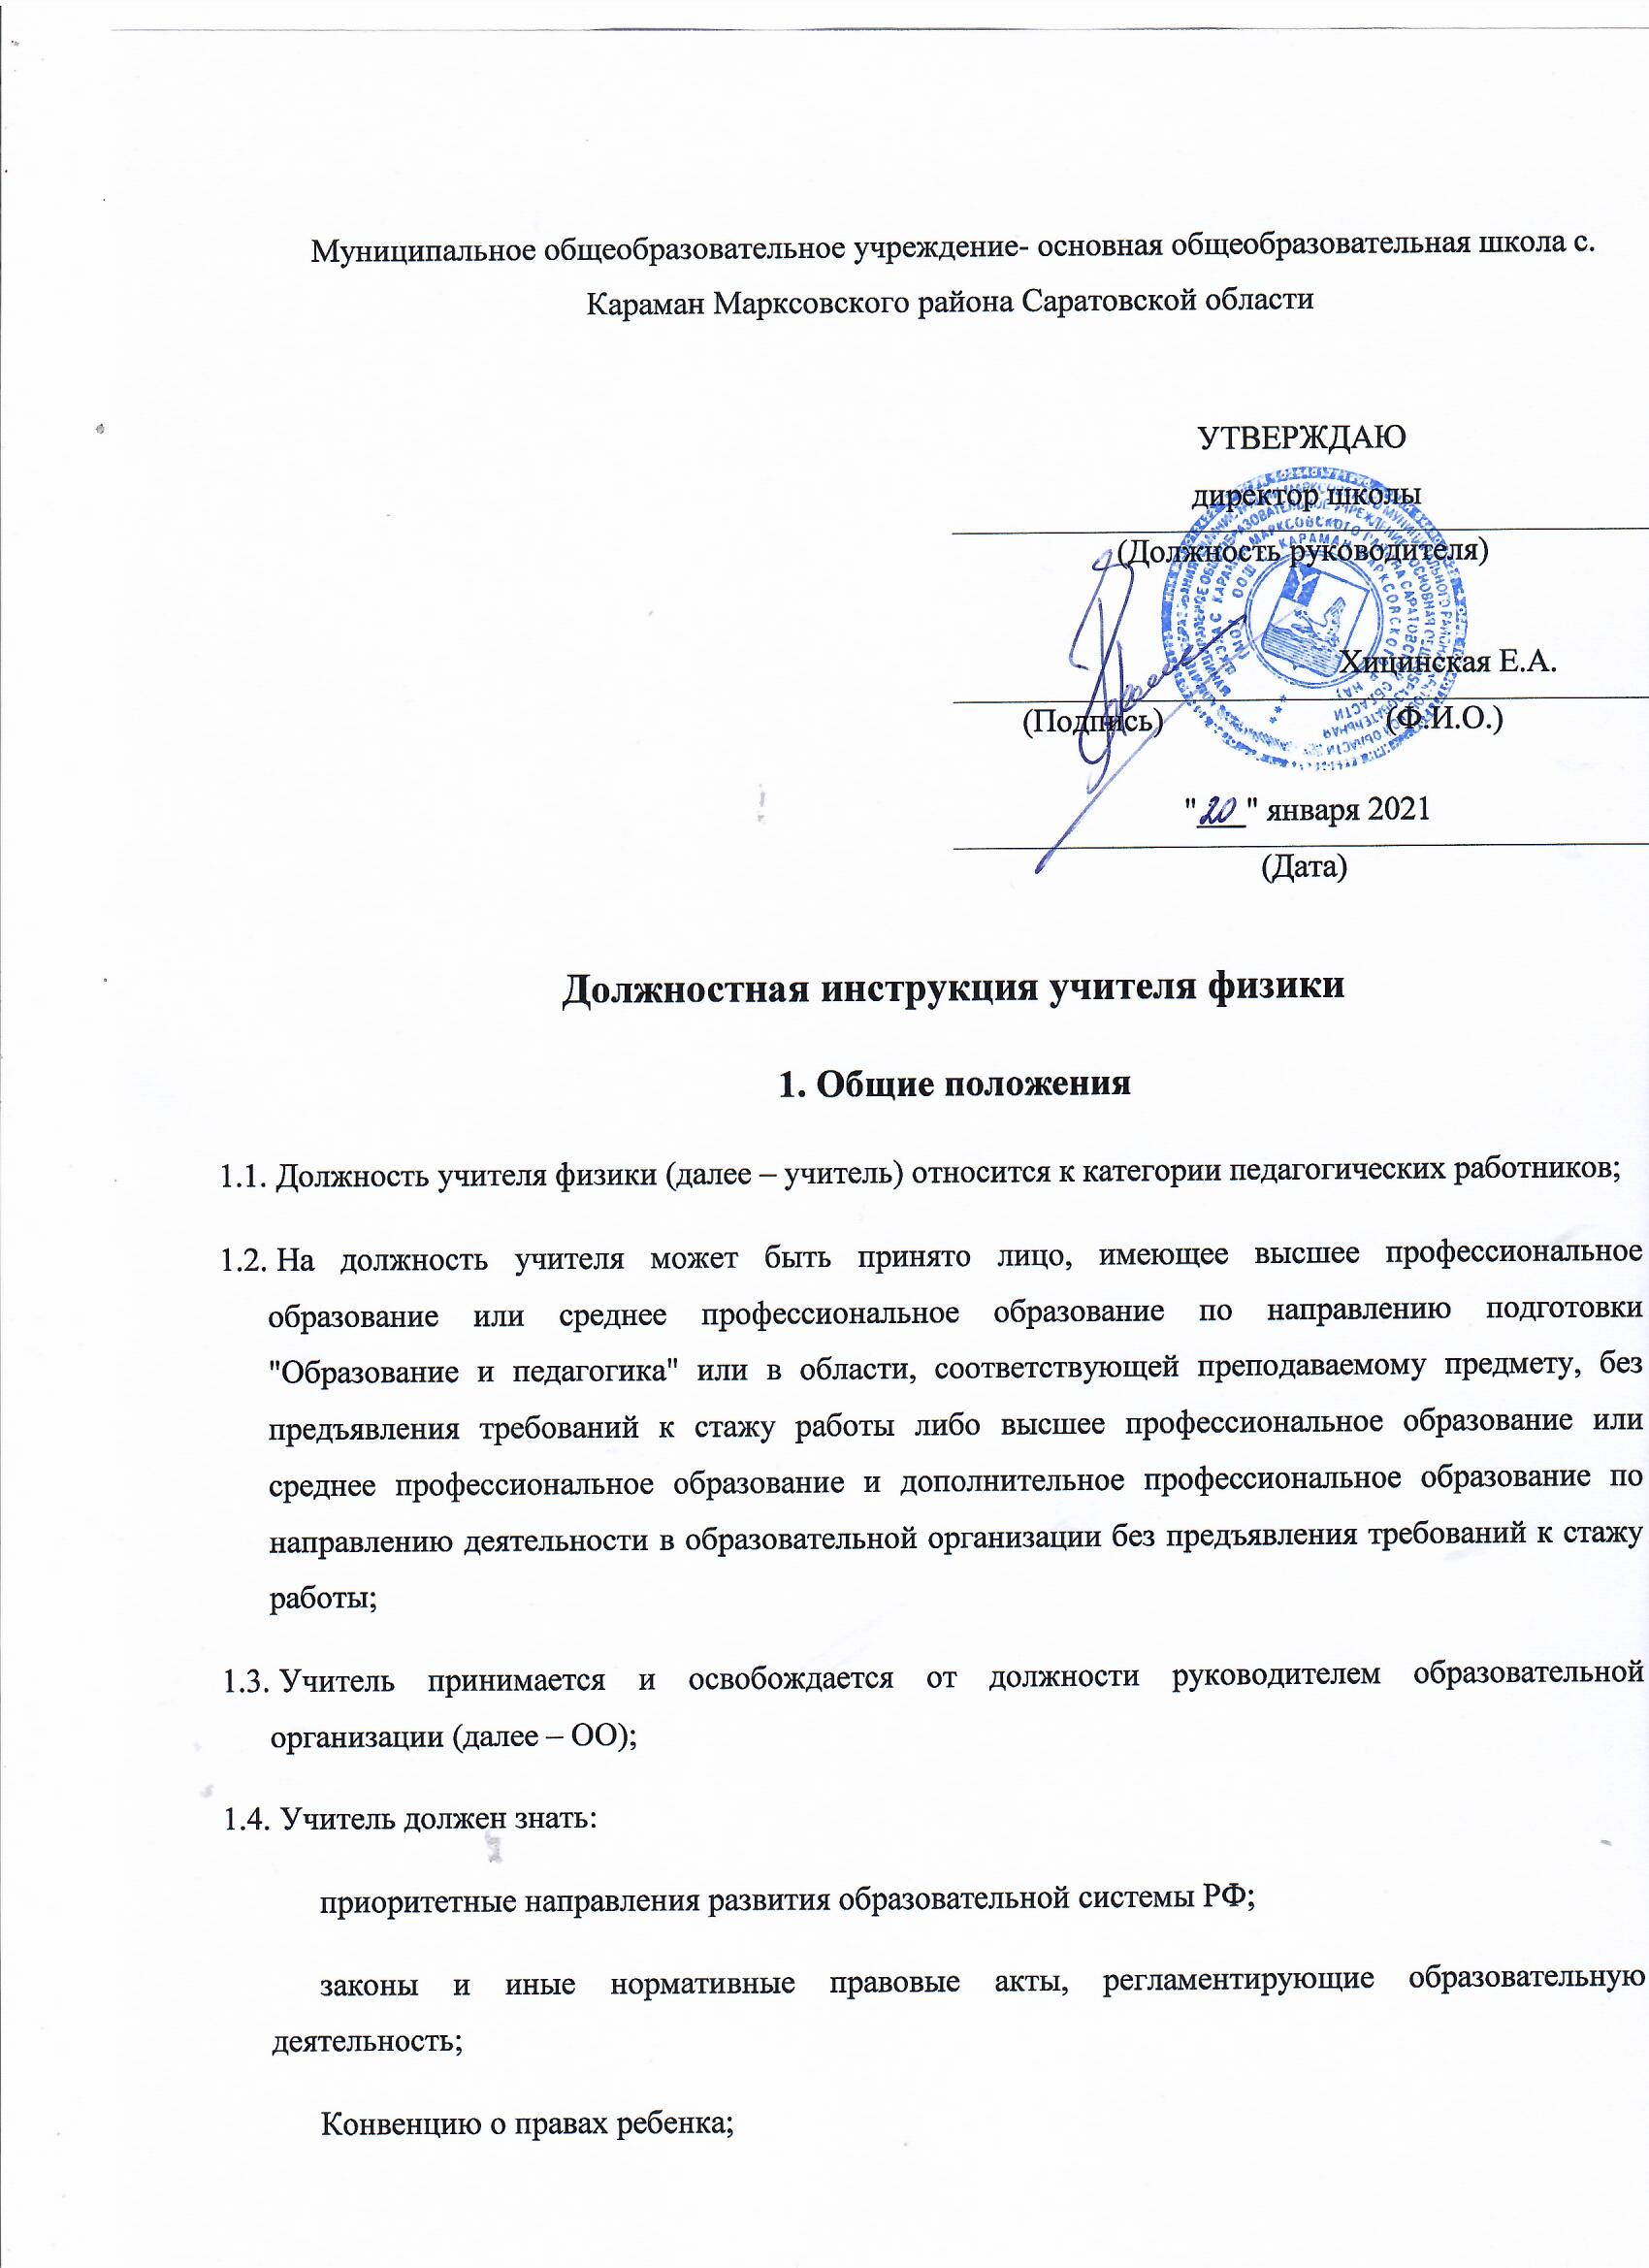 Муниципальное общеобразовательное учреждение- основная общеобразовательная школа с.
Караман Марксовского района Саратовской области
УТВЕРЖДАЮ
директор школы
(Должность руководителя)
Хицинская Е.А.
(Подпись) (Ф.И.О.)
"20" января 2021
(Дата)
Должностная инструкция учителя физики
1. Общие положения
1.1. Должность учителя физики (далее – учитель) относится к категории педагогических работников;
1.2. На должность учителя может быть принято лицо, имеющее высшее профессиональное
образование или среднее профессиональное образование по направлению подготовки
"Образование и педагогика" или в области, соответствующей преподаваемому предмету, без
предъявления требований к стажу работы либо высшее профессиональное образование или
среднее профессиональное образование и дополнительное профессиональное образование по
направлению деятельности в образовательной организации без предъявления требований к стажу
работы;
1.3. Учитель принимается и освобождается от должности руководителем образовательной
организации (далее – ОО);
1.4. Учитель должен знать:
приоритетные направления развития образовательной системы РФ;
законы и иные нормативные правовые акты, регламентирующие образовательную
деятельность;
Конвенцию о правах ребенка;